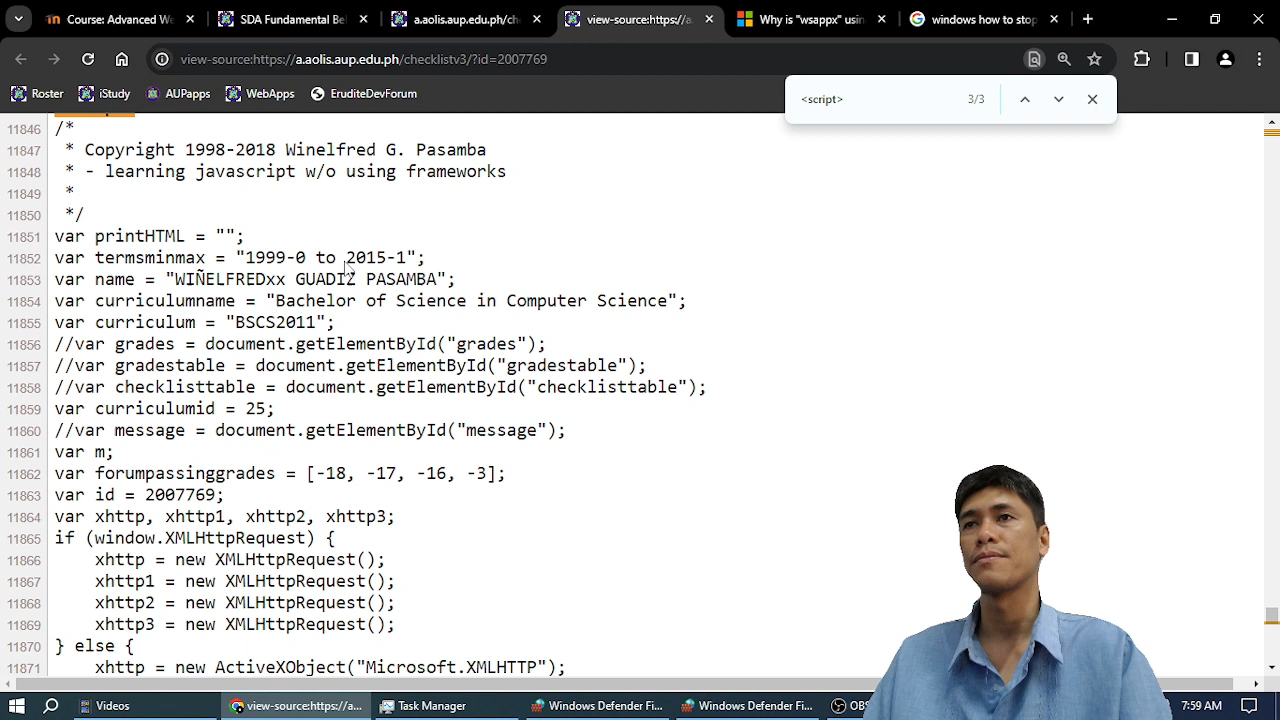 Course: Advanced We
SDA Fundamental Bel
a.aolis.aup.edu.ph/che
view-source:https://a.
Why is "wsappx" usin
windows how to stop
view-source:https://a.aolis.aup.edu.ph/checklistv3/?id=2007769
Roster
iStudy
AUPapps
WebApps
EruditeDevForum
<script>
3/3
11846 /*
11847  * Copyright 1998-2018 Winelfred G. Pasamba
11848  * - learning javascript w/o using frameworks
11849  *
11850  */
11851 var printHTML = "";
11852 var termsminmax = "1999-0 to 2015-1";
11853 var name = "WIÑELFREDxx GUADIZ PASAMBA";
11854 var curriculumname = "Bachelor of Science in Computer Science";
11855 var curriculum = "BSCS2011";
11856 //var grades = document.getElementById("grades");
11857 //var gradestable = document.getElementById("gradestable");
11858 //var checklisttable = document.getElementById("checklisttable");
11859 var curriculumid = 25;
11860 //var message = document.getElementById("message");
11861 var m;
11862 var forumpassinggrades = [-18, -17, -16, -3];
11863 var id = 2007769;
11864 var xhttp, xhttp1, xhttp2, xhttp3;
11865 if (window.XMLHttpRequest) {
11866     xhttp = new XMLHttpRequest();
11867     xhttp1 = new XMLHttpRequest();
11868     xhttp2 = new XMLHttpRequest();
11869     xhttp3 = new XMLHttpRequest();
11870 } else {
11871     xhttp = new ActiveXObject("Microsoft.XMLHTTP");
Videos
view-source:https://a...
Task Manager
Windows Defender Fi...
Windows Defender Fi...
OBS
7:59 AM